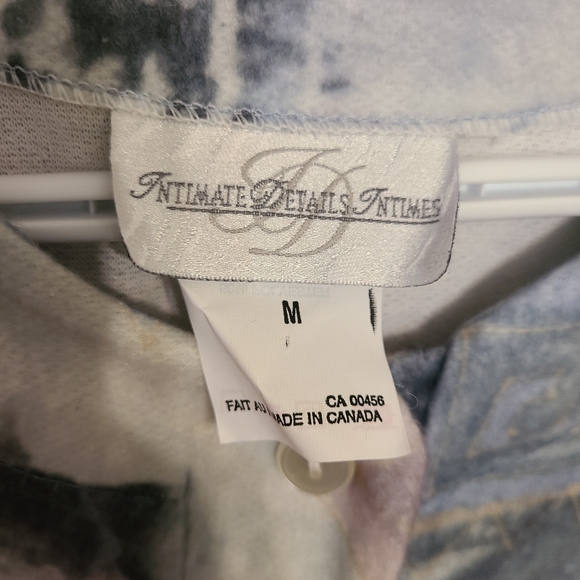 INTIMATE DETAILS INTIMES
M
CA 00456
FAIT AU MADE IN CANADA